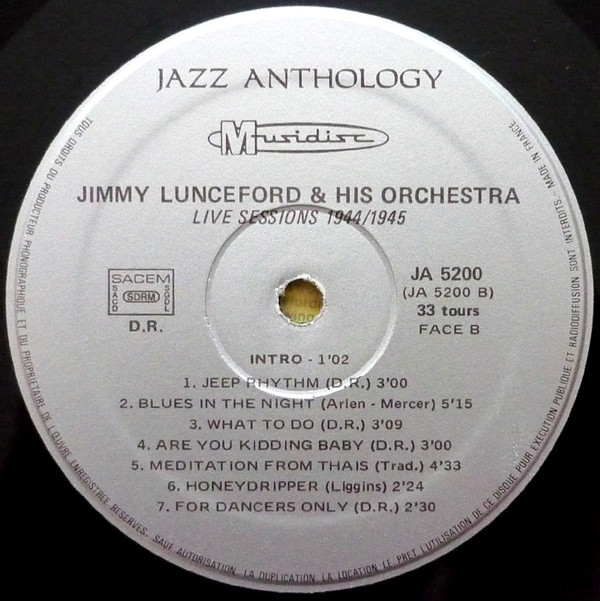 JAZZ ANTHOLOGY
Musidisc
JIMMY LUNCEFORD & HIS ORCHESTRA
LIVE SESSIONS 1944/1945
SACEM
SACD
SDRM
SGDL
D.R.
JA 5200
(JA 5200 B)
33 tours
FACE B
INTRO - 1'02
1. JEEP RHYTHM (D.R.) 3'00
2. BLUES IN THE NIGHT (Arlen - Mercer) 5'15
3. WHAT TO DO (D.R.) 3'09
4. ARE YOU KIDDING BABY (D.R.) 3'00
5. MEDITATION FROM THAIS (Trad.) 4'33
6. HONEYDRIPPER (Liggins) 2'24
7. FOR DANCERS ONLY (D.R.) 2'30
TOUS DROITS DU PRODUCTEUR PHONOGRAPHIQUE ET DU PROPRIETAIRE DE L'ŒUVRE ENREGISTREE RESERVES. SAUF AUTORISATION, LA DUPLICATION, LA LOCATION, LE PRET, L'UTILISATION DE CE DISQUE POUR EXECUTION PUBLIQUE ET RADIODIFFUSION SONT INTERDITS - MADE IN FRANCE